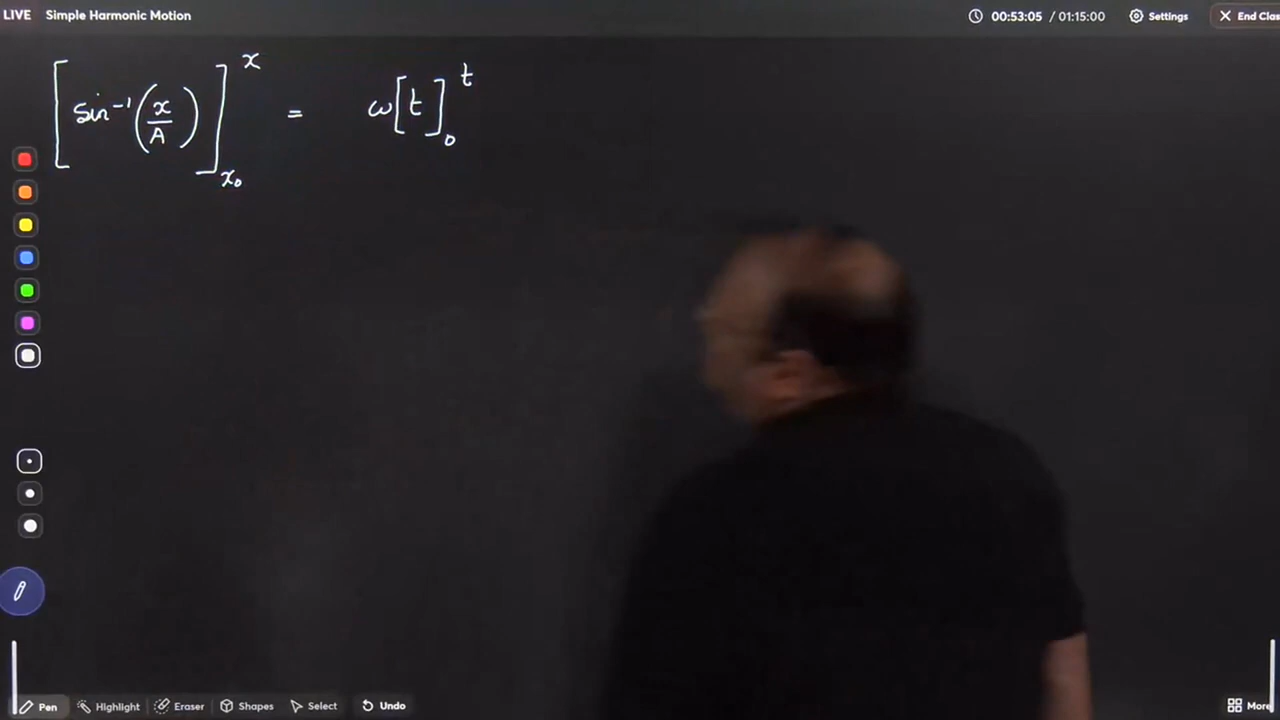 LIVE Simple Harmonic Motion 00:53:05 / 01:15:00 Settings End Clas
[sin⁻¹(x/A)]ₓ₀ˣ = ω[t]₀ᵗ
Pen Highlight Eraser Shapes Select Undo More